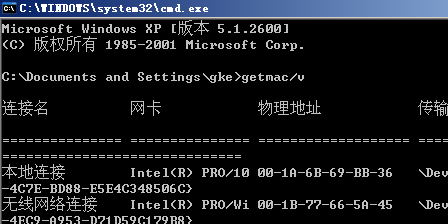 C:\WINDOWS\system32\cmd.exe
Microsoft Windows XP [版本 5.1.2600]
(C) 版权所有 1985-2001 Microsoft Corp.
C:\Documents and Settings\gke>getmac/v
连接名 网卡 物理地址 传输
=============== =============== =================== ====
==============================
本地连接 Intel(R) PRO/10 00-1A-6B-69-BB-36 \Dev
-4C7E-BD88-E5E4C348506C}
无线网络连接 Intel(R) PRO/Wi 00-1B-77-66-5A-45 \Dev
-4EC9-A953-D71D59C179B8}